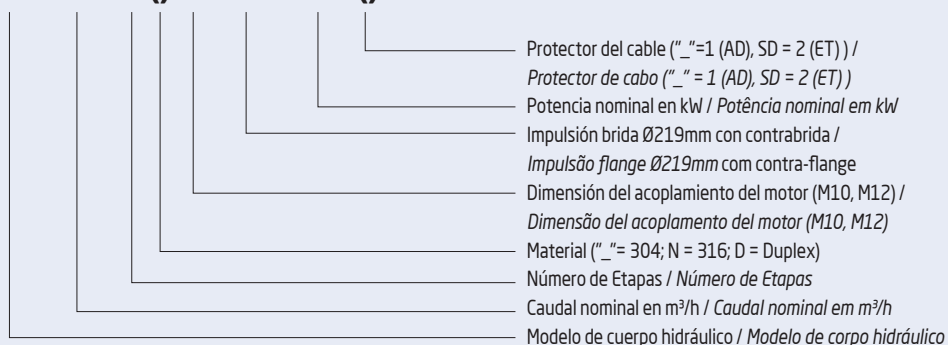 Protector del cable ("_"=1 (AD), SD = 2 (ET) ) /
Protector de cabo ("_" = 1 (AD), SD = 2 (ET) )
Potencia nominal en kW / Potência nominal em kW
Impulsión brida Ø219mm con contrabrida /
Impulsão flange Ø219mm com contra-flange
Dimensión del acoplamiento del motor (M10, M12) /
Dimensão del acoplamento del motor (M10, M12)
Material ("_"= 304; N = 316; D = Duplex)
Número de Etapas / Número de Etapas
Caudal nominal en m³/h / Caudal nominal em m³/h
Modelo de cuerpo hidráulico / Modelo de corpo hidráulico